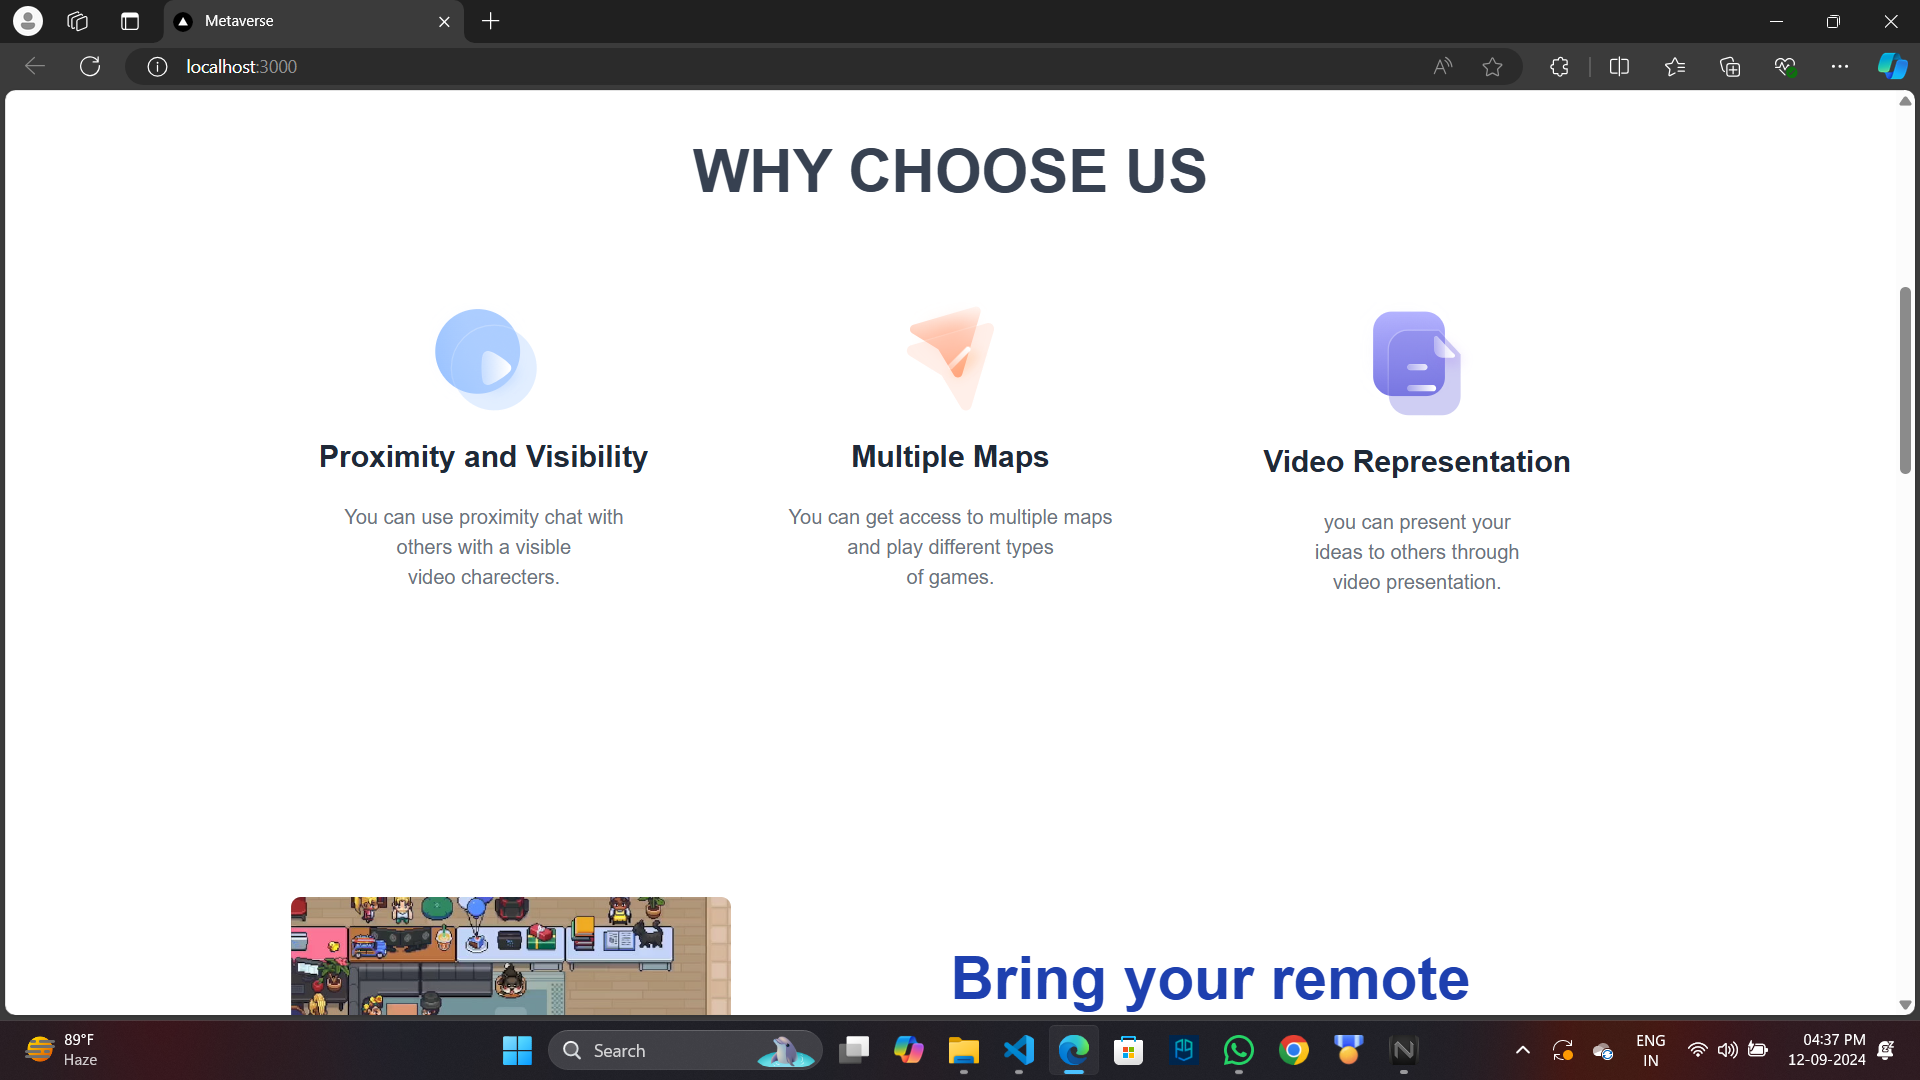 Metaverse
localhost:3000
WHY CHOOSE US
Proximity and Visibility
You can use proximity chat with
others with a visible
video charecters.
Multiple Maps
You can get access to multiple maps
and play different types
of games.
Video Representation
you can present your
ideas to others through
video presentation.
Bring your remote
89°F
Haze
Search
ENG
IN
04:37 PM
12-09-2024